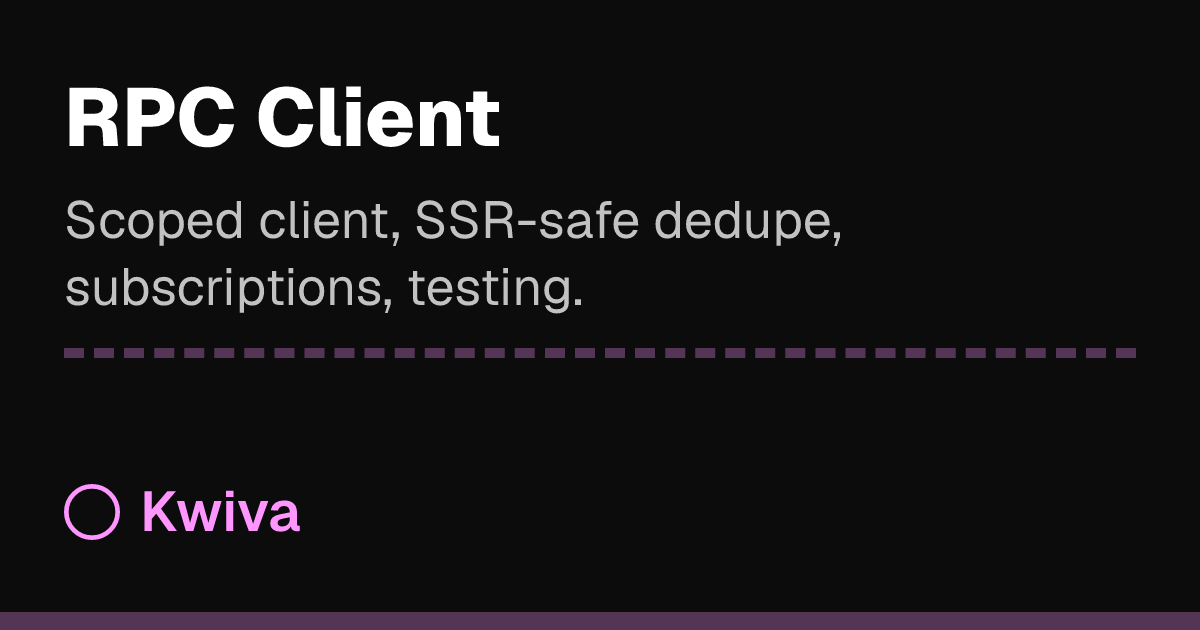 RPC Client
Scoped client, SSR-safe dedupe,
subscriptions, testing.
Kwiva